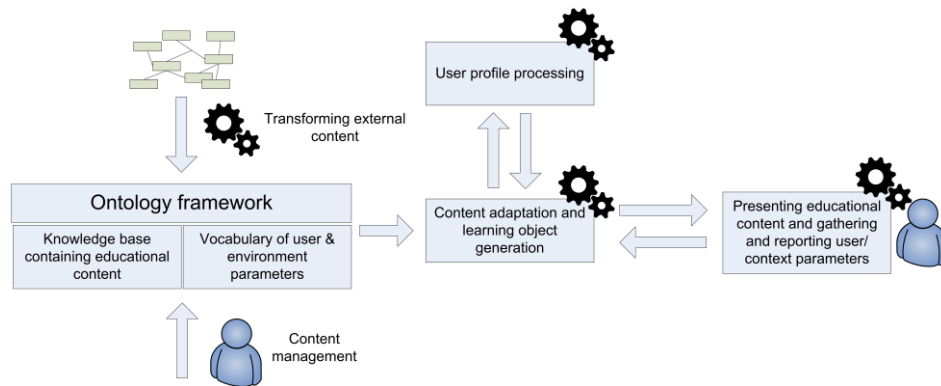 User profile processing
Transforming external
content
Ontology framework
Knowledge base
containing educational
content
Vocabulary of user &
environment
parameters
Content adaptation and
learning object
generation
Presenting educational
content and gathering
and reporting user/
context parameters
Content
management